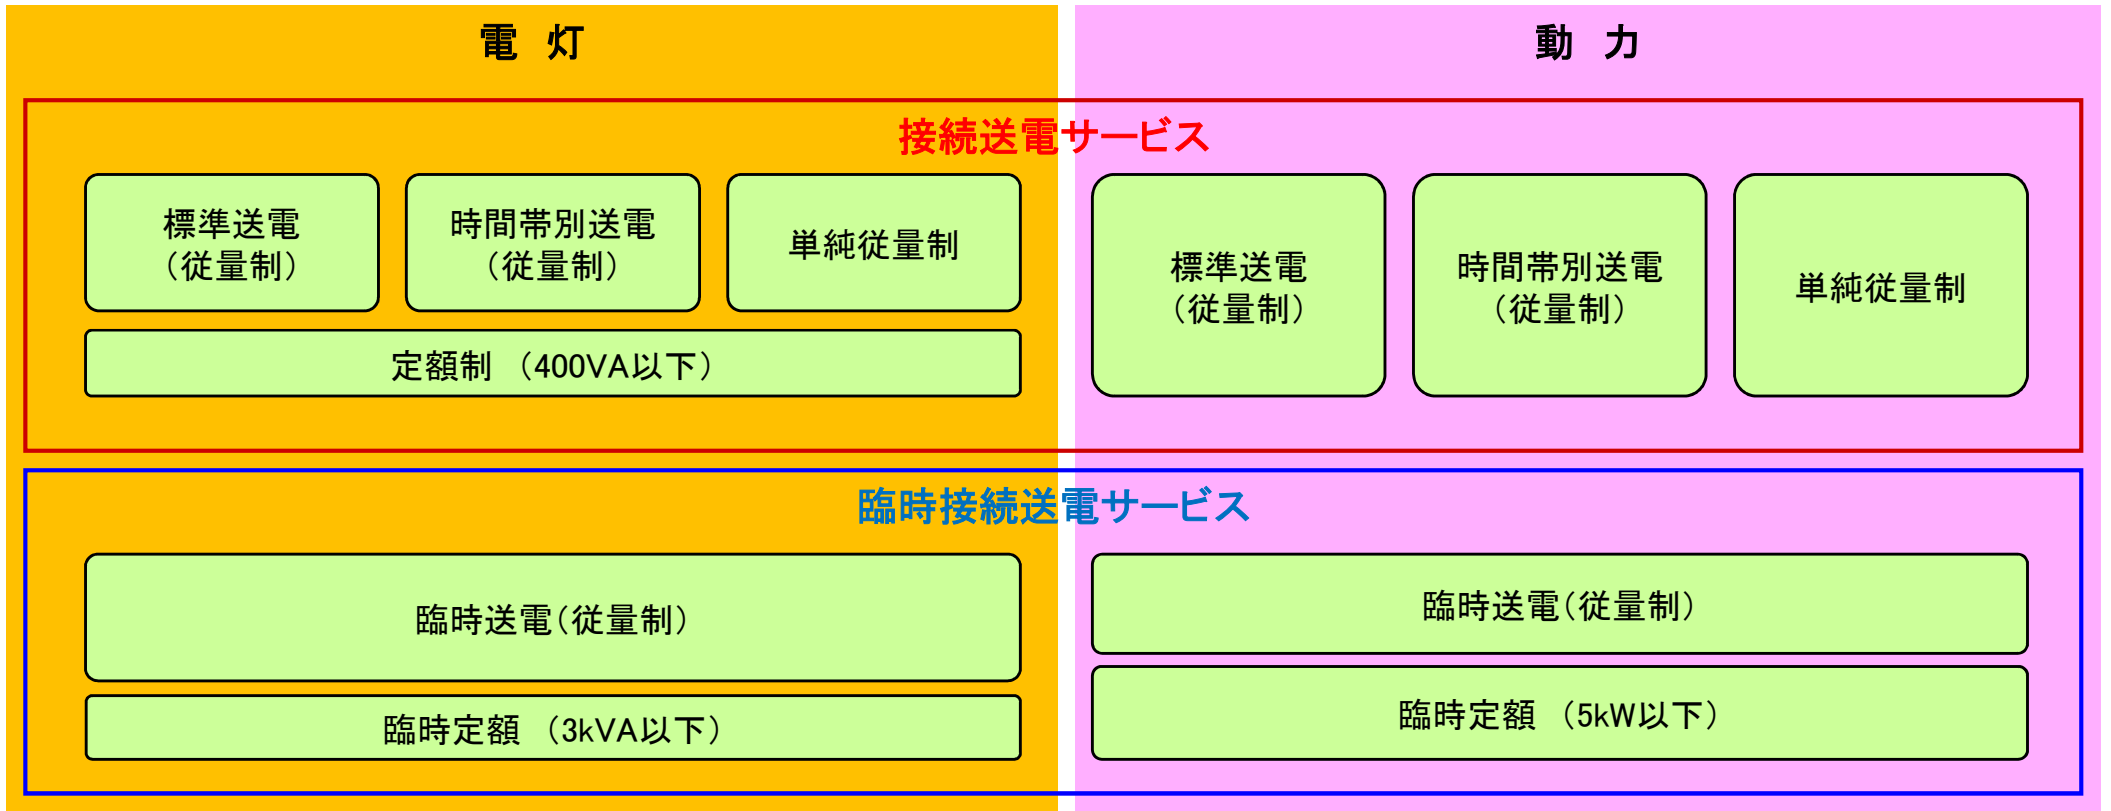 電 灯
動 力
接続送電サービス
標準送電
(従量制)
時間帯別送電
(従量制)
単純従量制
定額制 (400VA以下)
標準送電
(従量制)
時間帯別送電
(従量制)
単純従量制
臨時接続送電サービス
臨時送電(従量制)
臨時定額 (3kVA以下)
臨時送電(従量制)
臨時定額 (5kW以下)